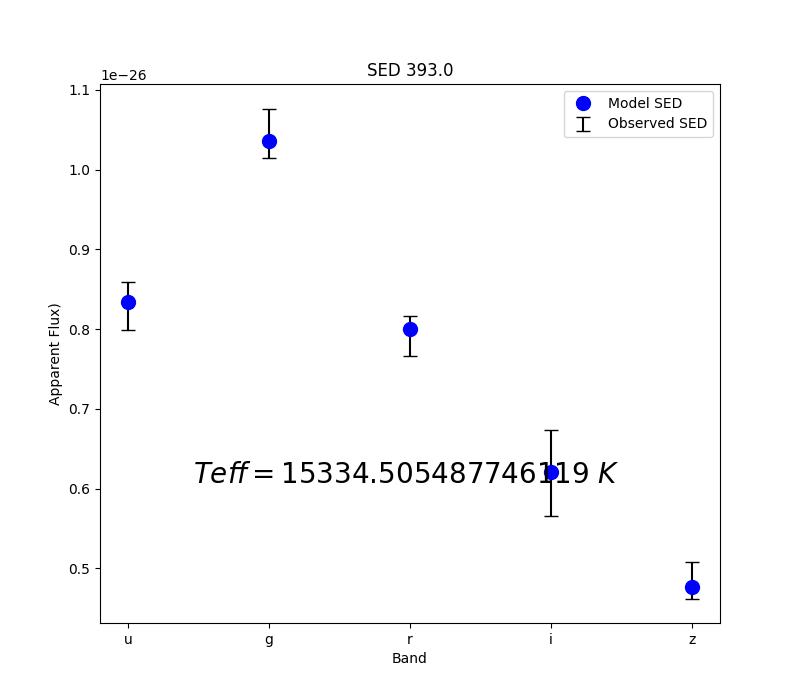 SED 393.0
1e−26
Model SED
Observed SED
1.1
1.0
0.9
0.8
0.7
0.6
0.5
Apparent Flux)
Teff = 15334.505487746119 K
u g r i z
Band